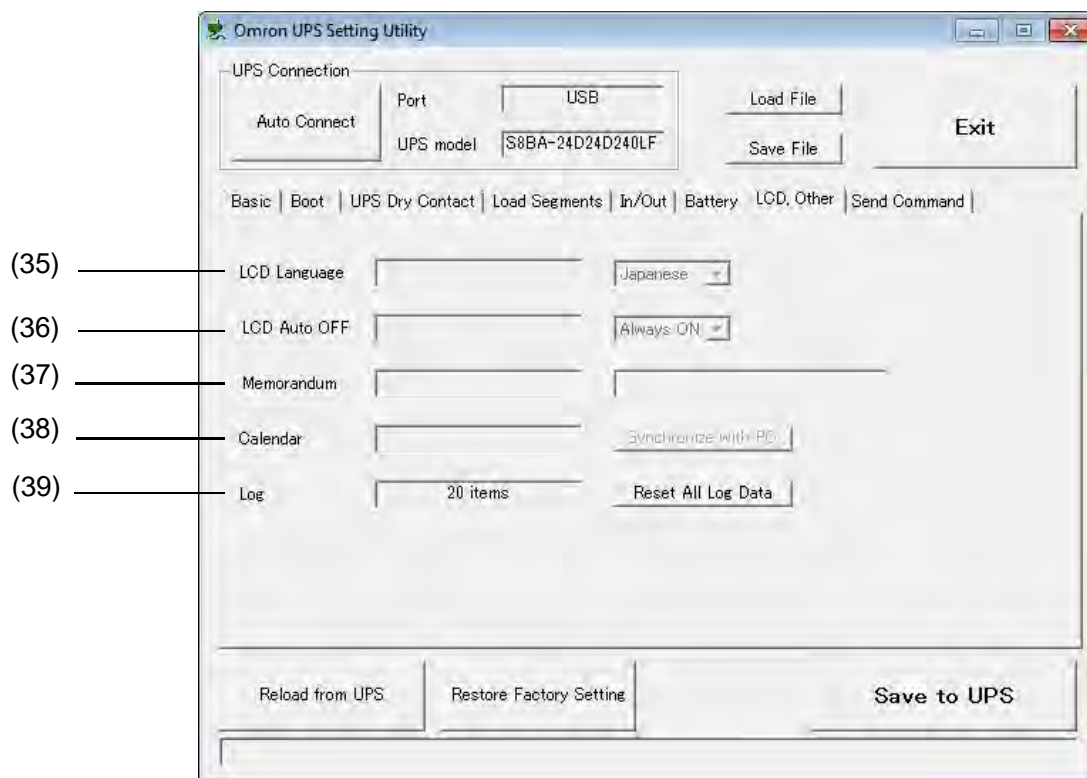 Omron UPS Setting Utility
UPS Connection
Auto Connect
Port USB
UPS model S8BA-24D24D240LF
Load File
Save File
Exit
Basic | Boot | UPS Dry Contact | Load Segments | In/Out | Battery LCD, Other | Send Command |
(35) LCD Language Japanese
(36) LCD Auto OFF Always ON
(37) Memorandum
(38) Calendar Synchronize with PC
(39) Log 20 items Reset All Log Data
Reload from UPS Restore Factory Setting Save to UPS